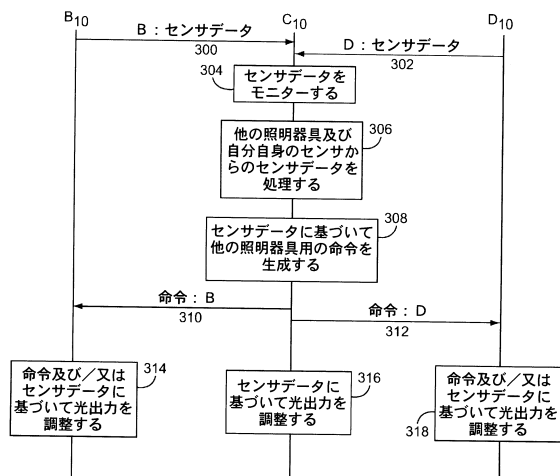 B10
C10
D10
B：センサデータ
300
D：センサデータ
302
304
センサデータを
モニターする
306
他の照明器具及び
自分自身のセンサか
らのセンサデータを
処理する
308
センサデータに基づいて
他の照明器具用の命令を
生成する
命令：B
310
命令：D
312
314
命令及び／又は
センサデータに
基づいて光出力を
調整する
316
センサデータに
基づいて光出力を
調整する
318
命令及び／又は
センサデータに
基づいて光出力を
調整する